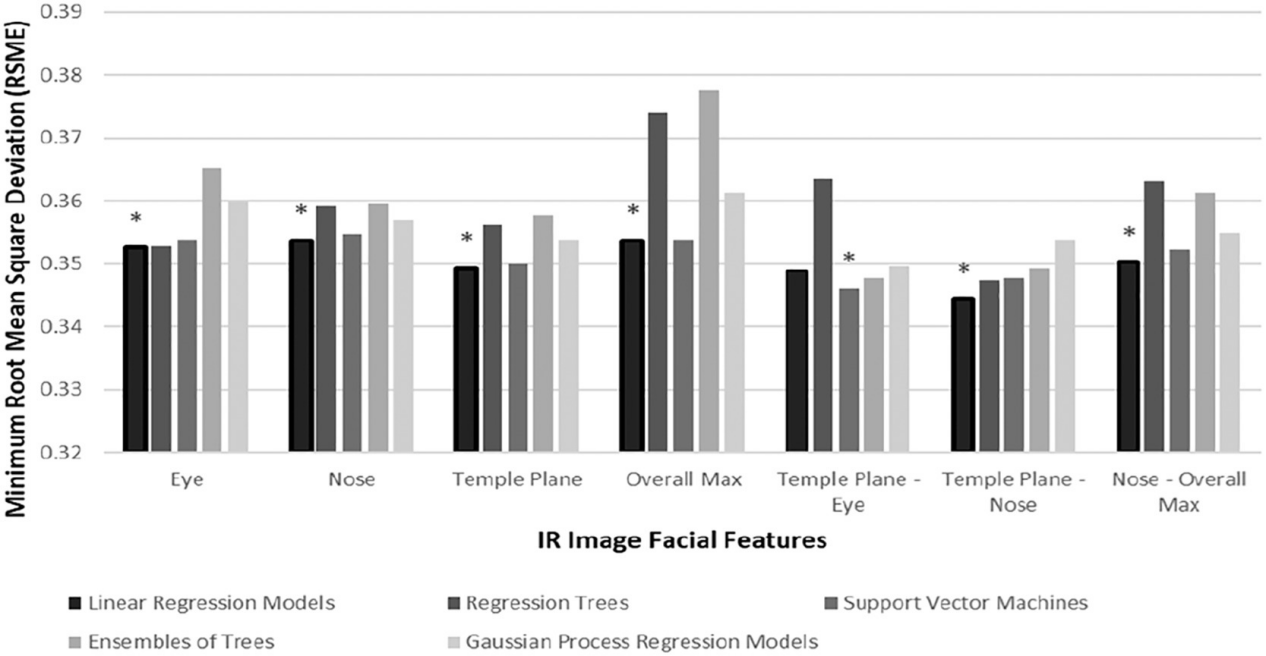 Minimum Root Mean Square Deviation (RSME)
0.39
0.38
0.37
0.36
0.35
0.34
0.33
0.32
* * * * * * *
Eye Nose Temple Plane Overall Max Temple Plane - Temple Plane - Nose - Overall
Eye Nose Max
IR Image Facial Features
Linear Regression Models Regression Trees Support Vector Machines
Ensembles of Trees Gaussian Process Regression Models